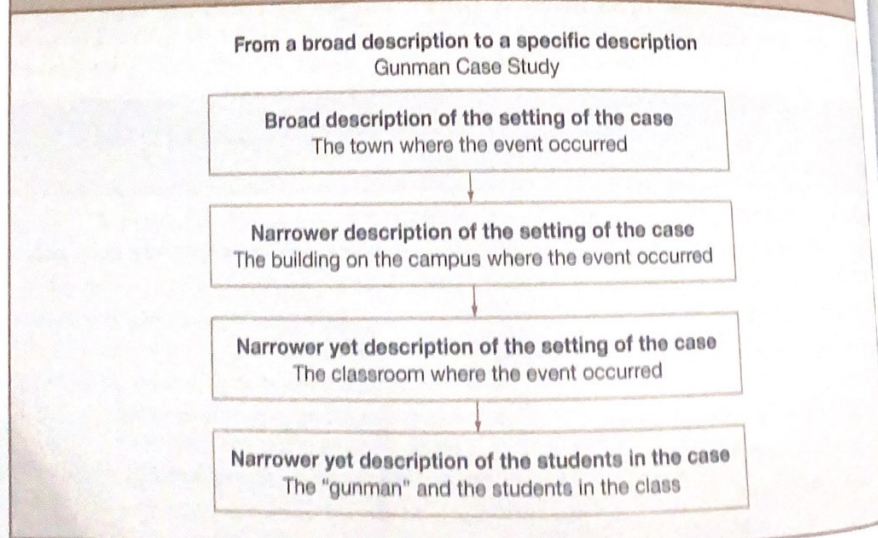 From a broad description to a specific description
Gunman Case Study
Broad description of the setting of the case
The town where the event occurred
Narrower description of the setting of the case
The building on the campus where the event occurred
Narrower yet description of the setting of the case
The classroom where the event occurred
Narrower yet description of the students in the case
The "gunman" and the students in the class